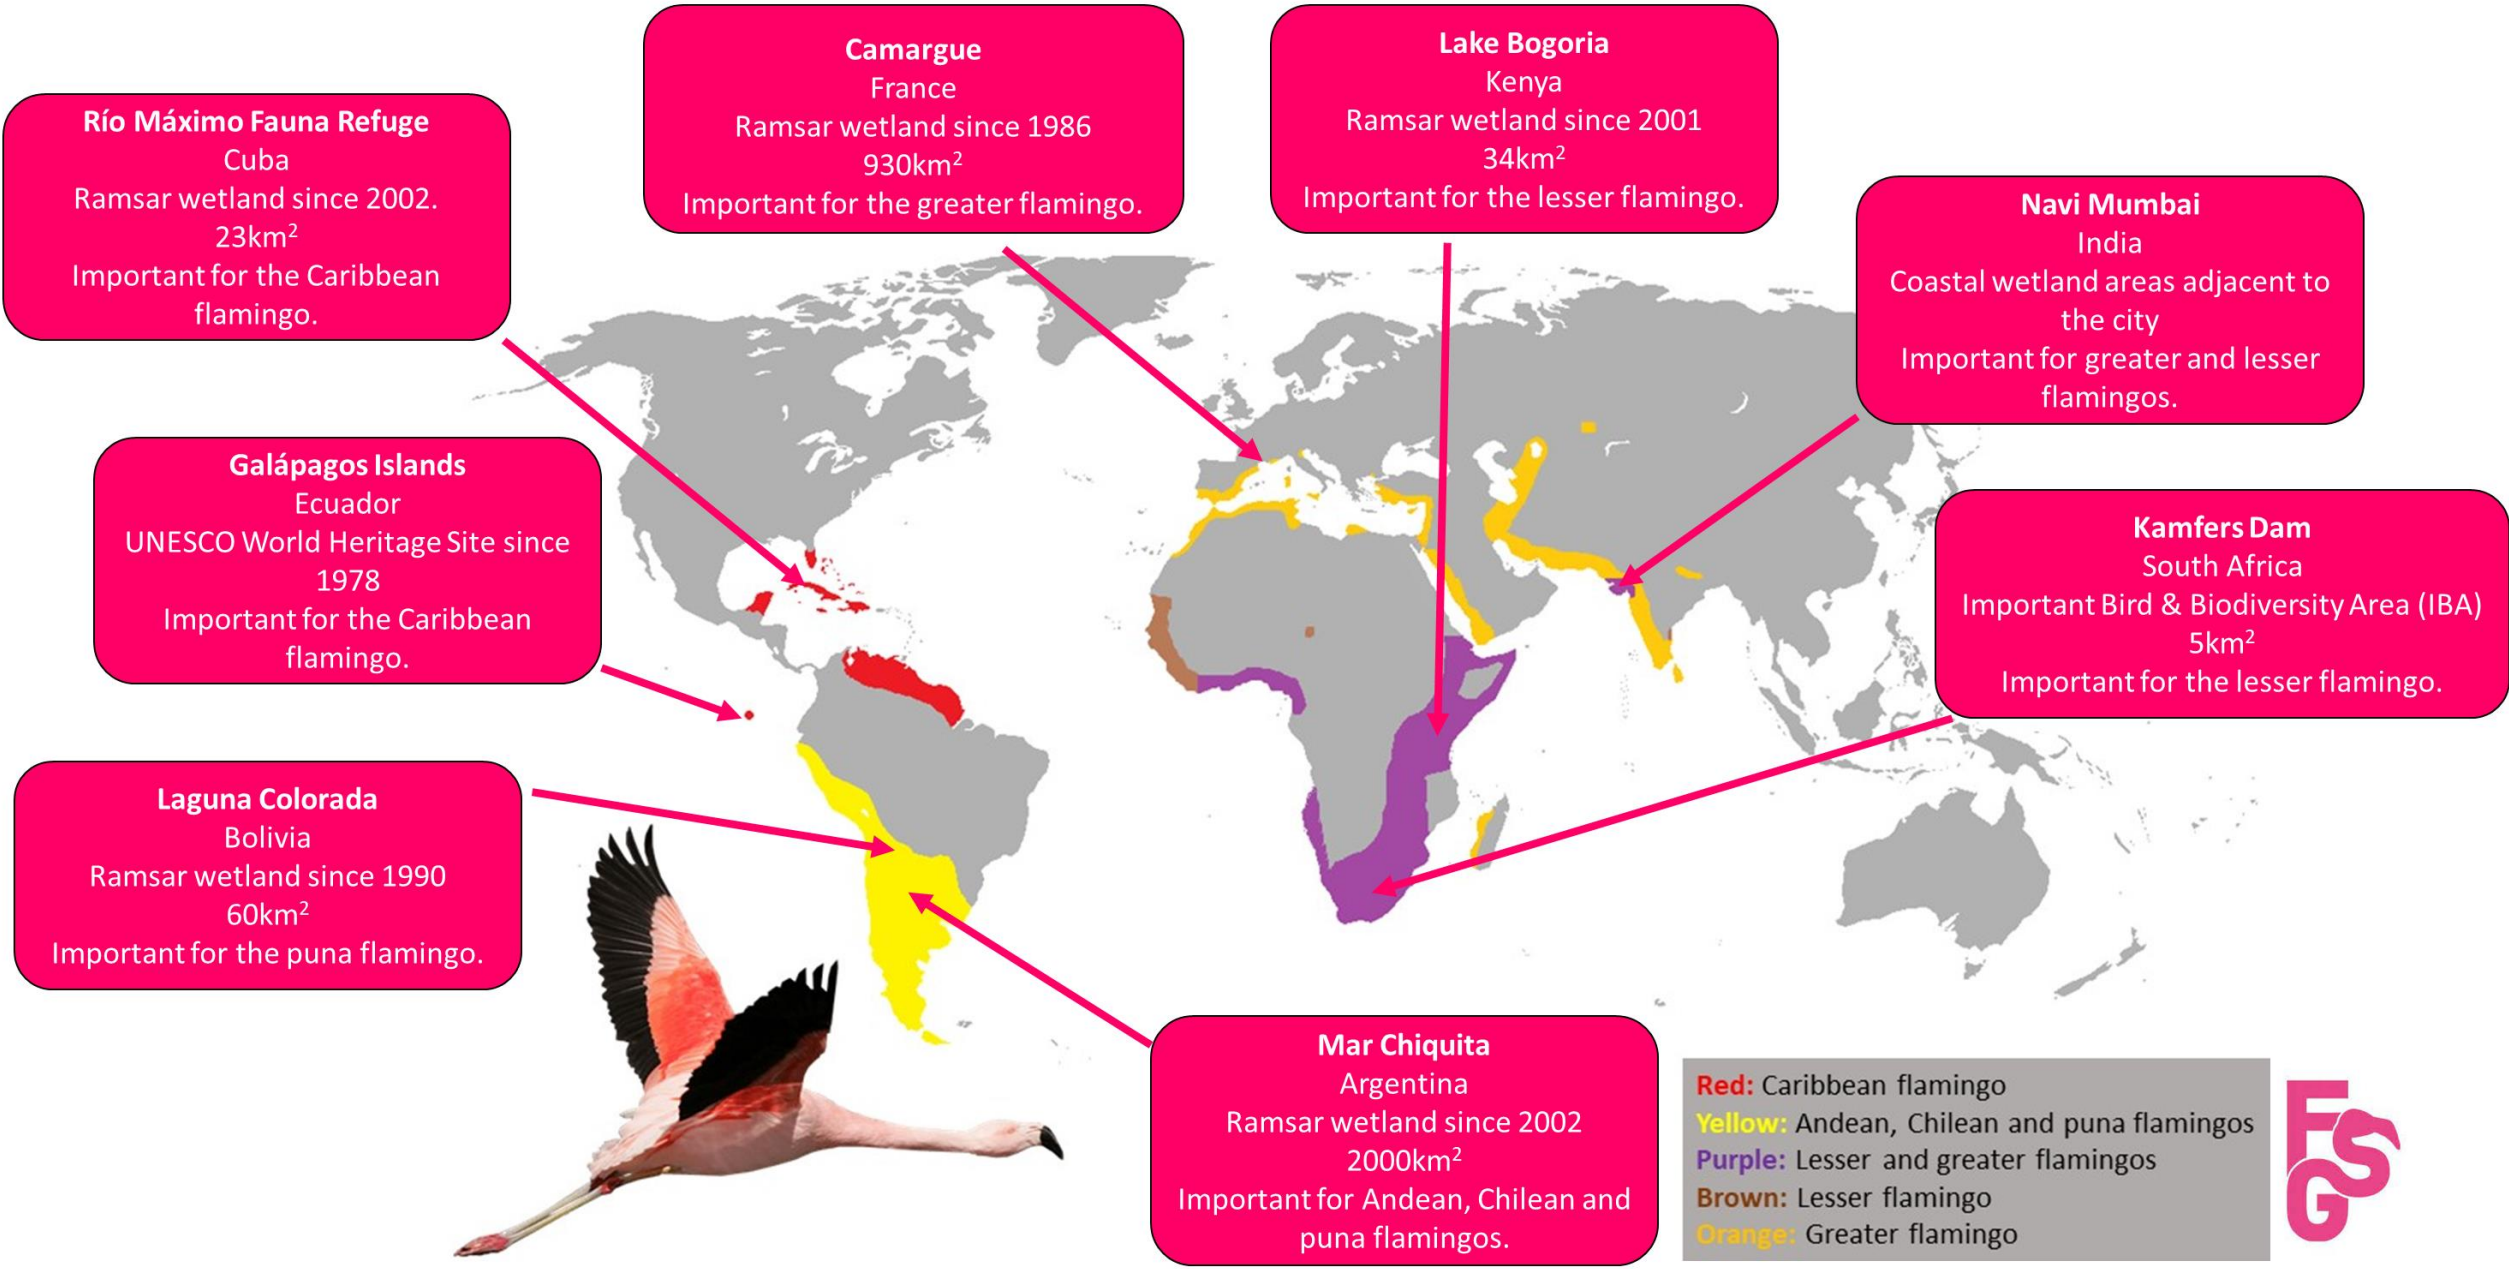 Camargue
France
Ramsar wetland since 1986
930km²
Important for the greater flamingo.
Lake Bogoria
Kenya
Ramsar wetland since 2001
34km²
Important for the lesser flamingo.
Río Máximo Fauna Refuge
Cuba
Ramsar wetland since 2002.
23km²
Important for the Caribbean
flamingo.
Navi Mumbai
India
Coastal wetland areas adjacent to
the city
Important for greater and lesser
flamingos.
Galápagos Islands
Ecuador
UNESCO World Heritage Site since
1978
Important for the Caribbean
flamingo.
Kamfers Dam
South Africa
Important Bird & Biodiversity Area (IBA)
5km²
Important for the lesser flamingo.
Laguna Colorada
Bolivia
Ramsar wetland since 1990
60km²
Important for the puna flamingo.
Mar Chiquita
Argentina
Ramsar wetland since 2002
2000km²
Important for Andean, Chilean and
puna flamingos.
Red: Caribbean flamingo
Yellow: Andean, Chilean and puna flamingos
Purple: Lesser and greater flamingos
Brown: Lesser flamingo
Orange: Greater flamingo
FSG